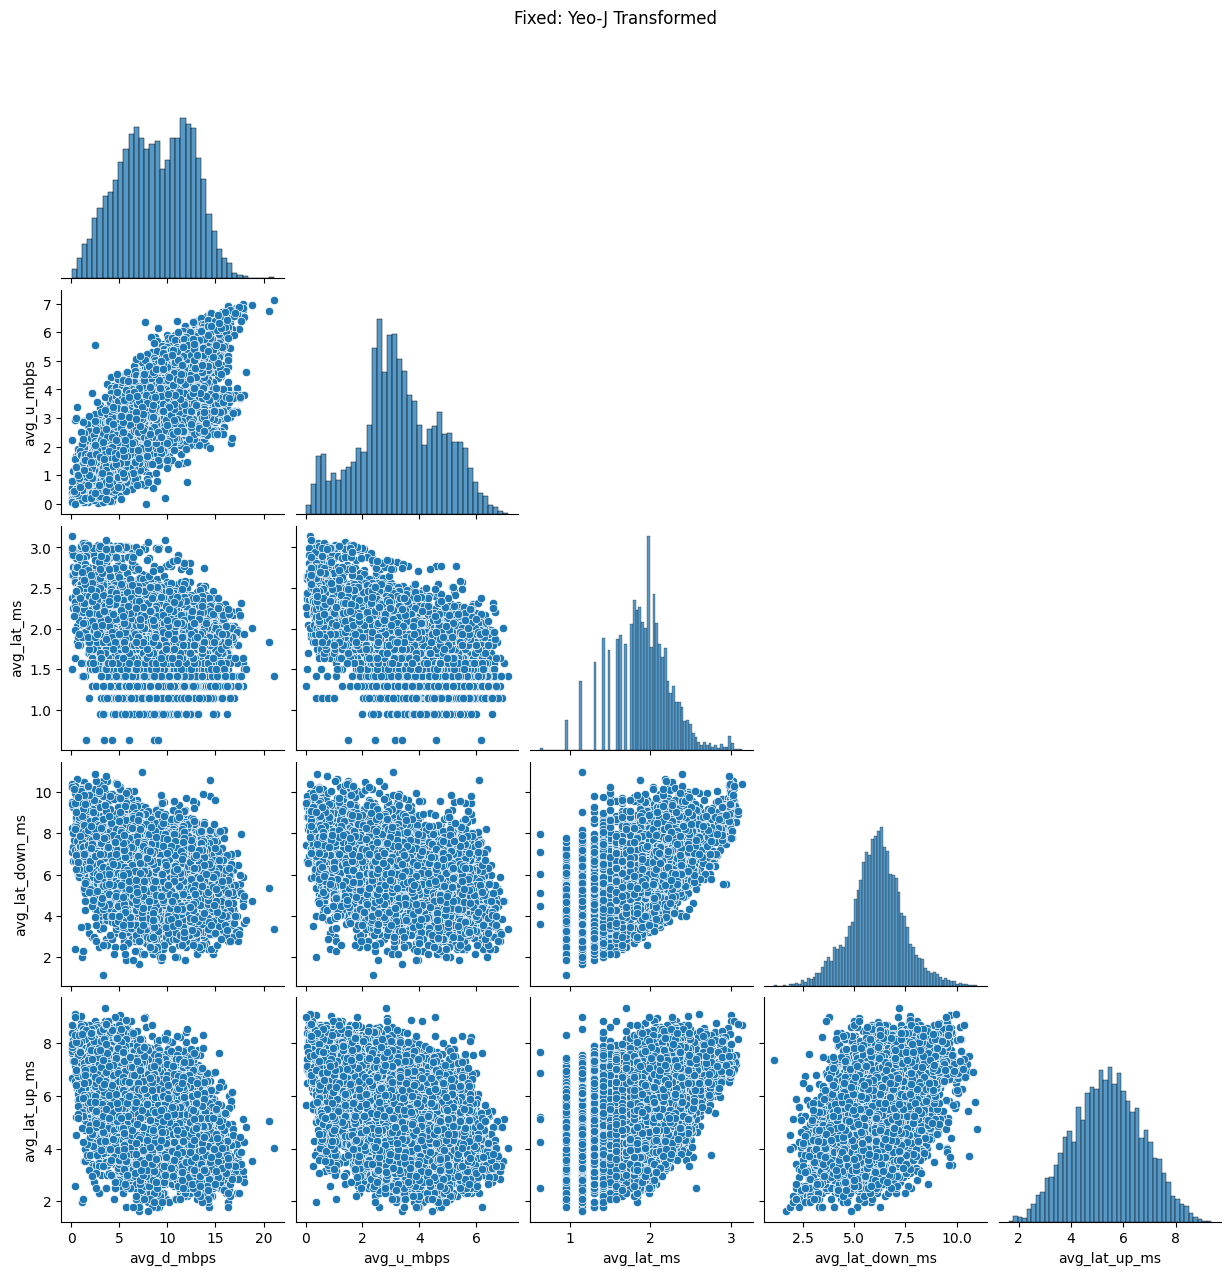 Fixed: Yeo-J Transformed
avg_u_mbps
7
6
5
4
3
2
1
0
avg_lat_ms
3.0
2.5
2.0
1.5
1.0
avg_lat_down_ms
10
8
6
4
2
avg_lat_up_ms
8
6
4
2
0 5 10 15 20
avg_d_mbps
0 2 4 6
avg_u_mbps
1 2 3
avg_lat_ms
2.5 5.0 7.5 10.0
avg_lat_down_ms
2 4 6 8
avg_lat_up_ms